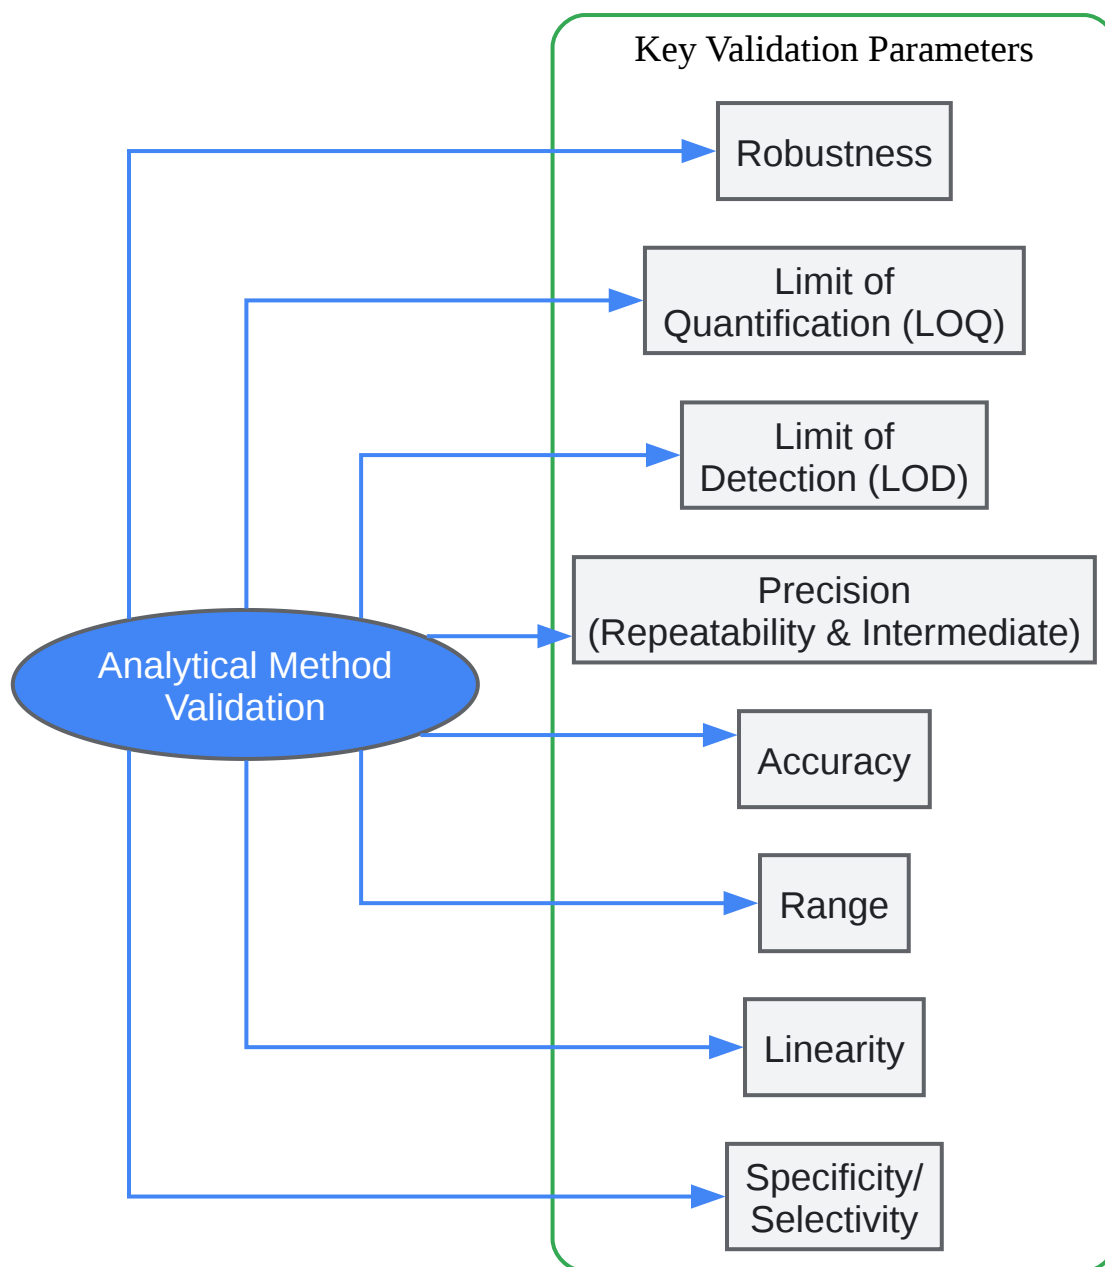 Key Validation Parameters
Robustness
Limit of
Quantification (LOQ)
Limit of
Detection (LOD)
Precision
(Repeatability & Intermediate)
Analytical Method
Validation
Accuracy
Range
Linearity
Specificity/
Selectivity